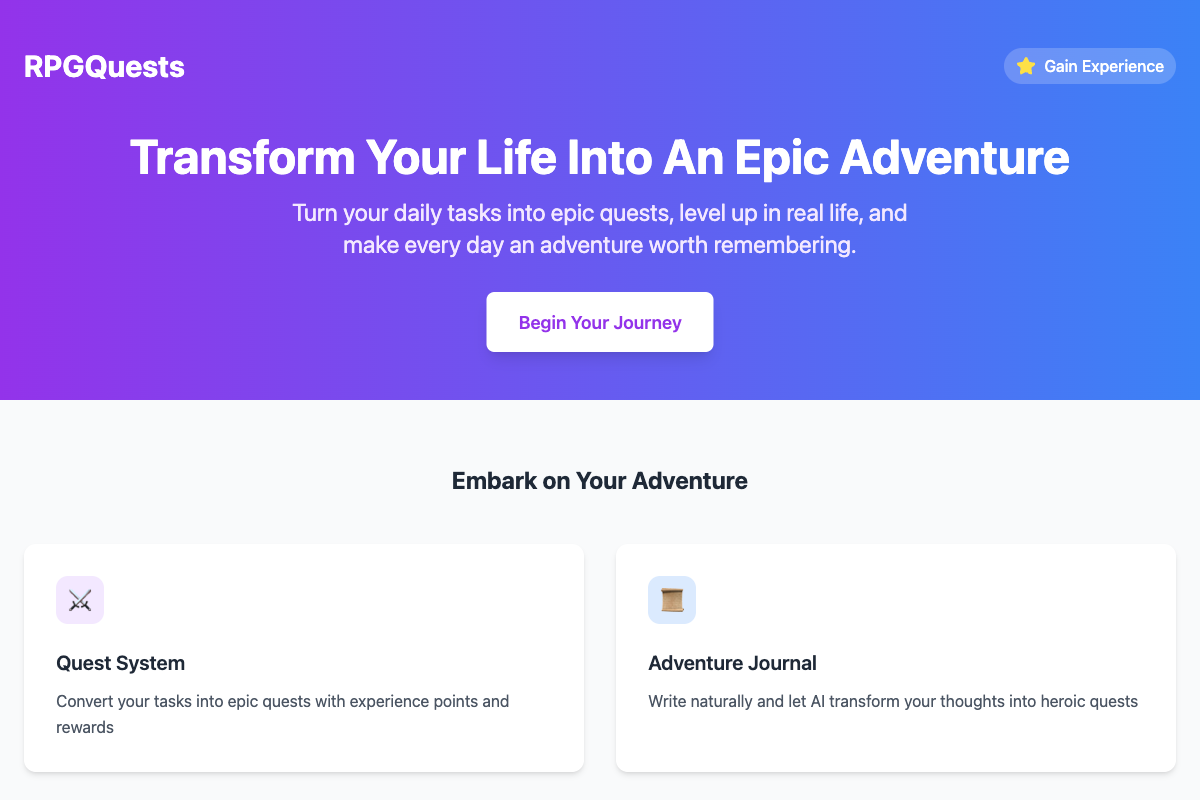 RPGQuests
Gain Experience
Transform Your Life Into An Epic Adventure
Turn your daily tasks into epic quests, level up in real life, and
make every day an adventure worth remembering.
Begin Your Journey
Embark on Your Adventure
Quest System
Convert your tasks into epic quests with experience points and
rewards
Adventure Journal
Write naturally and let AI transform your thoughts into heroic quests